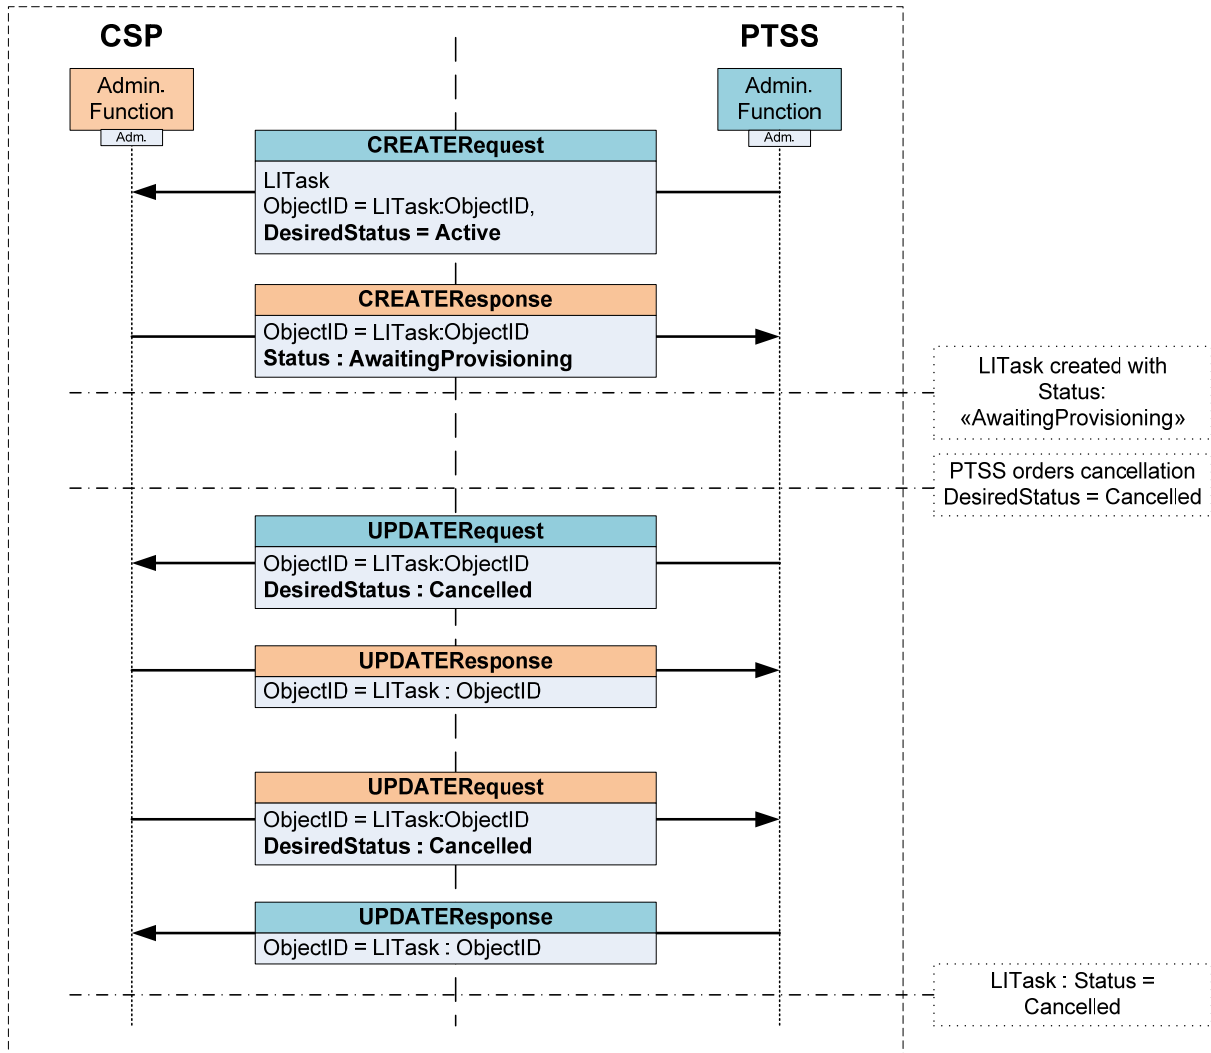 CSP
PTSS
Admin.
Function
Adm.
Admin.
Function
Adm.
CREATERequest
LITask
ObjectID = LITask:ObjectID,
DesiredStatus = Active
CREATEResponse
ObjectID = LITask:ObjectID
Status : AwaitingProvisioning
LITask created with
Status:
«AwaitingProvisioning»
PTSS orders cancellation
DesiredStatus = Cancelled
UPDATERequest
ObjectID = LITask:ObjectID
DesiredStatus : Cancelled
UPDATEResponse
ObjectID = LITask : ObjectID
UPDATERequest
ObjectID = LITask:ObjectID
DesiredStatus : Cancelled
UPDATEResponse
ObjectID = LITask : ObjectID
LITask : Status =
Cancelled